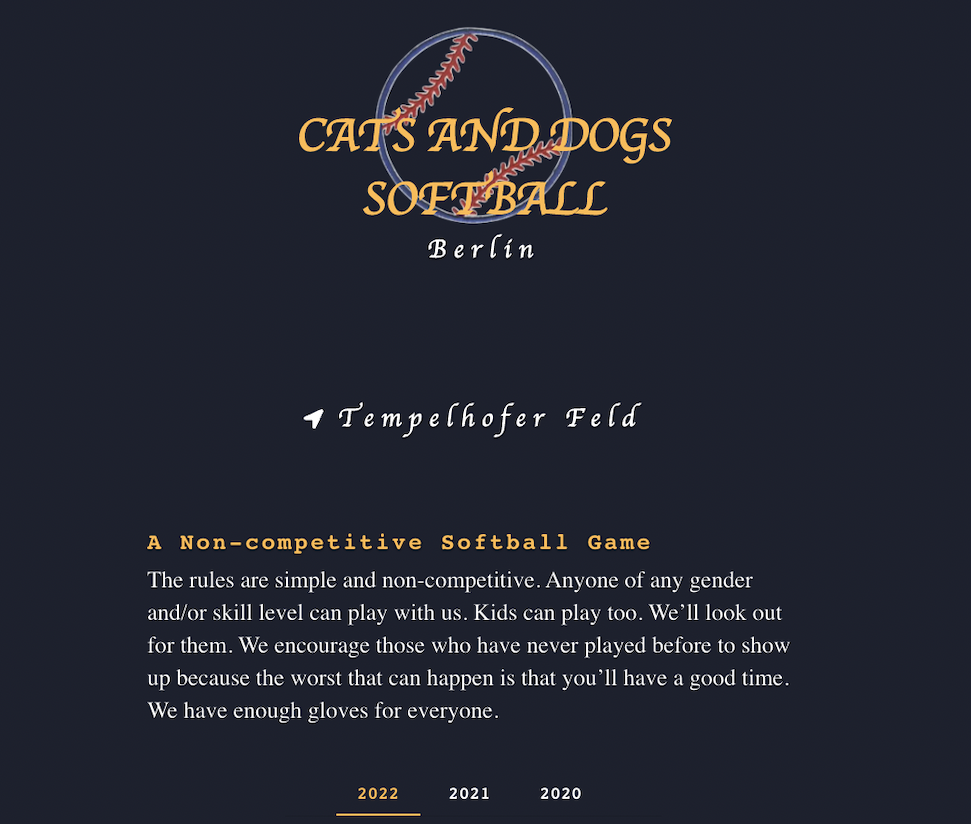 CATS AND DOGS
SOFTBALL
Berlin
Tempelhofer Feld
A Non-competitive Softball Game
The rules are simple and non-competitive. Anyone of any gender
and/or skill level can play with us. Kids can play too. We’ll look out
for them. We encourage those who have never played before to show
up because the worst that can happen is that you’ll have a good time.
We have enough gloves for everyone.
2022 2021 2020